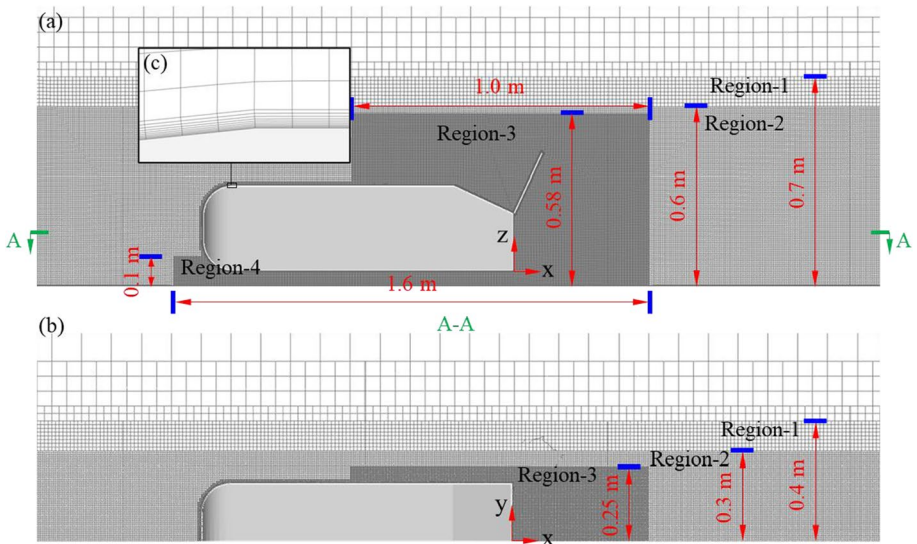 (a)
(c)
1.0 m
Region-1
Region-2
Region-3
0.58 m
0.6 m
0.7 m
A
A
z
x
Region-4
0.1 m
1.6 m
A-A
(b)
Region-1
Region-2
Region-3
0.25 m
0.3 m
0.4 m
y
x